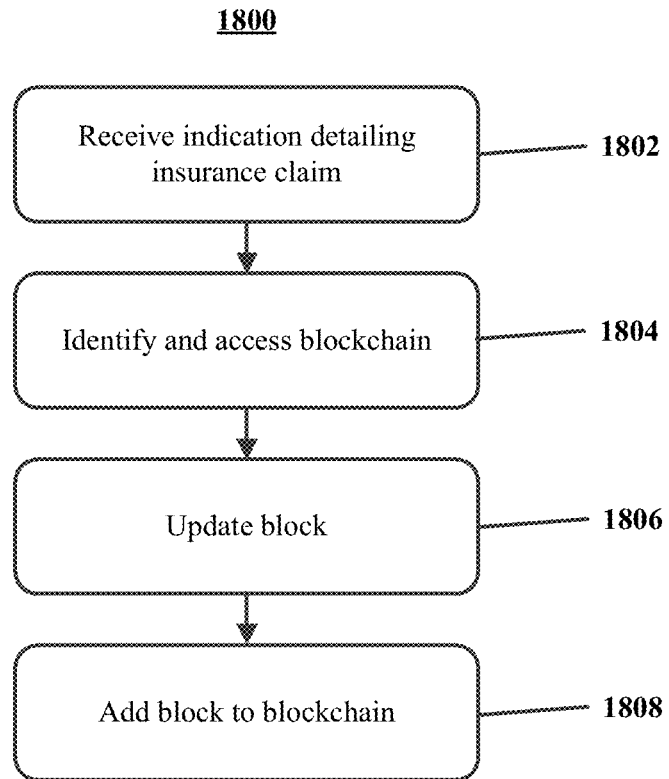 1800
Receive indication detailing
insurance claim
1802
Identify and access blockchain
1804
Update block
1806
Add block to blockchain
1808